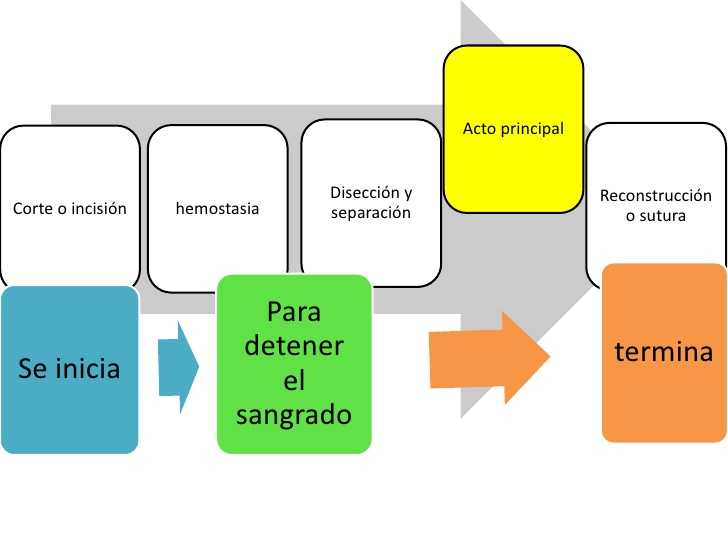 Corte o incisión
hemostasia
Disección y
separación
Acto principal
Reconstrucción
o sutura
Se inicia
Para
detener
el
sangrado
termina